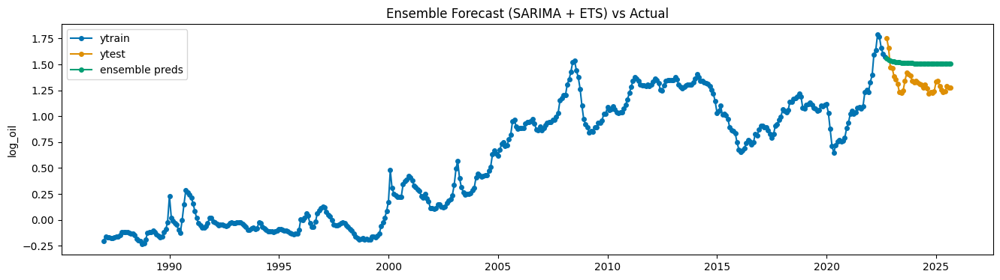 Ensemble Forecast (SARIMA + ETS) vs Actual
ytrain
ytest
ensemble preds
log_oil
1.75
1.50
1.25
1.00
0.75
0.50
0.25
0.00
−0.25
1990 1995 2000 2005 2010 2015 2020 2025